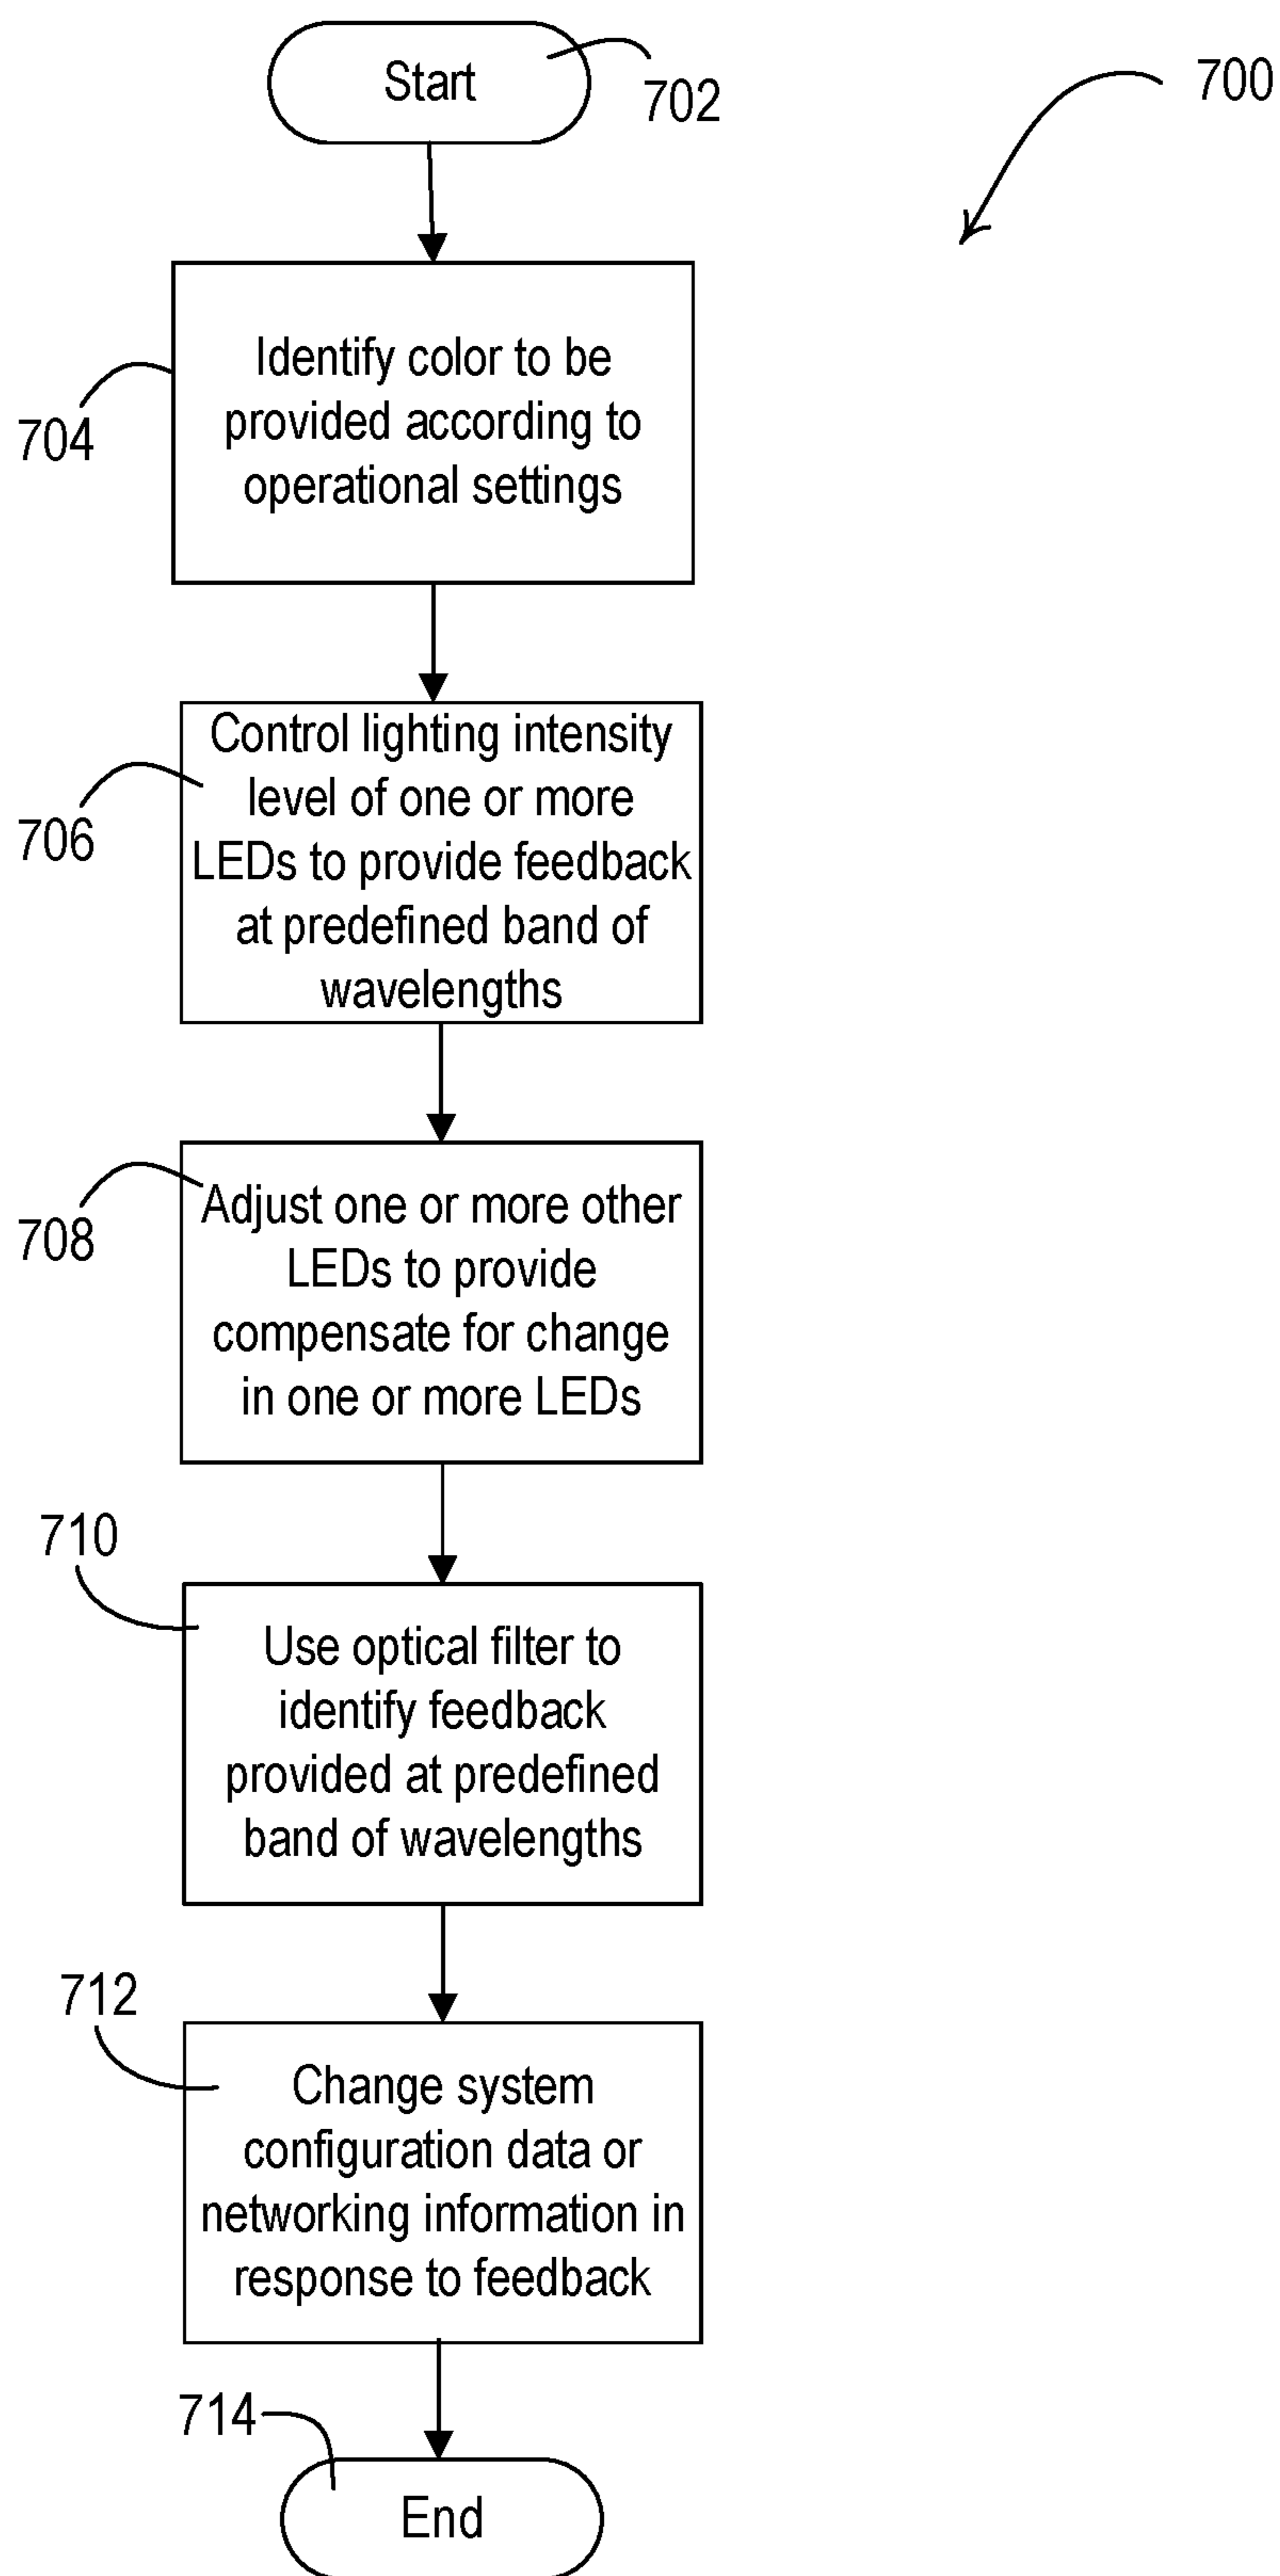 Start
702
700
Identify color to be
provided according to
operational settings
704
Control lighting intensity
level of one or more
LEDs to provide feedback
at predefined band of
wavelengths
706
Adjust one or more other
LEDs to provide
compensate for change
in one or more LEDs
708
710
Use optical filter to
identify feedback
provided at predefined
band of wavelengths
712
Change system
configuration data or
networking information in
response to feedback
714
End